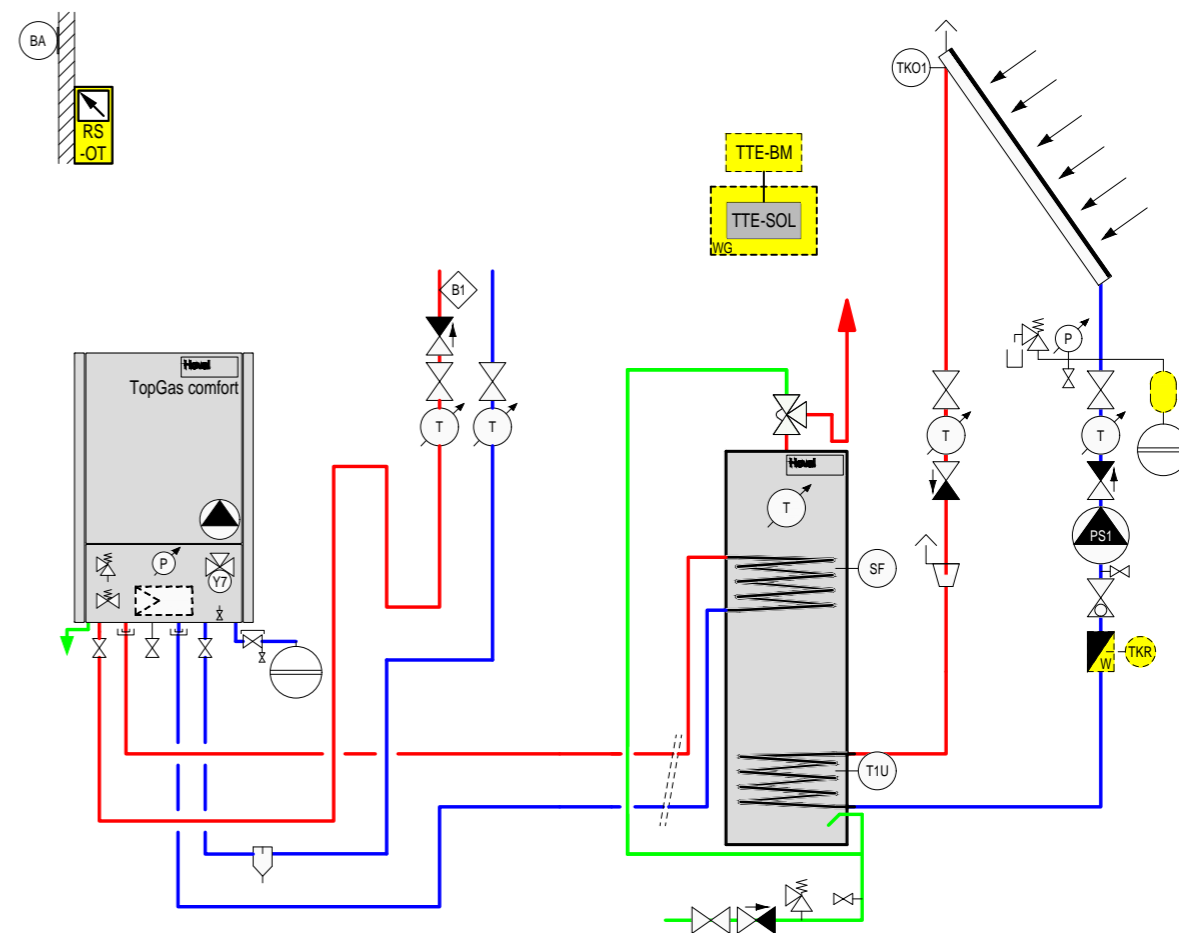 BA
RS
-OT
TKO1
TTE-BM
TTE-SOL
WG
B1
P
Hoval
TopGas comfort
T
T
T
T
Hoval
T
PS1
P
Y7
SF
W
TKR
T1U